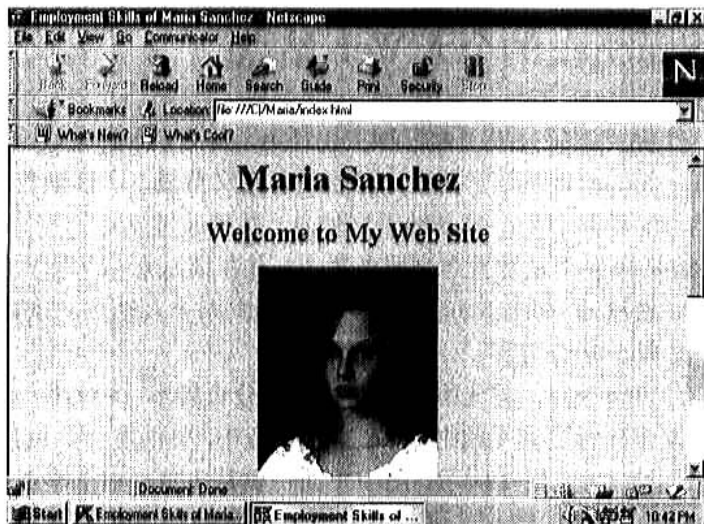 Employment Skills of Maria Sanchez - Netscape
File Edit View Go Communicator Help
Back Forward Reload Home Search Guide Print Security Stop
N
Bookmarks Location: file:///C|/Maria/index.html
What's New? What's Cool?
Maria Sanchez
Welcome to My Web Site
Document: Done
Start Employment Skills of Maria... Employment Skills of ... 10:42 PM